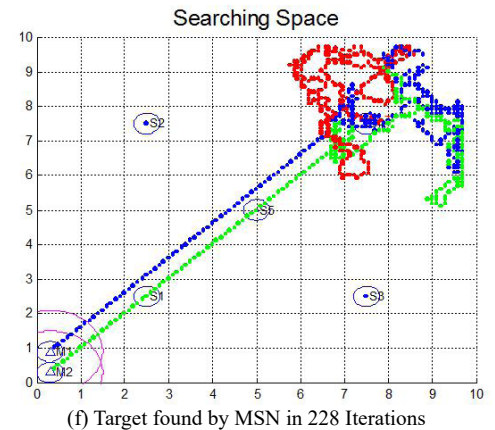 Searching Space
10
9
8
7
6
5
4
3
2
1
0
S2
S5
S1
S3
M1
M2
0 1 2 3 4 5 6 7 8 9 10
(f) Target found by MSN in 228 Iterations